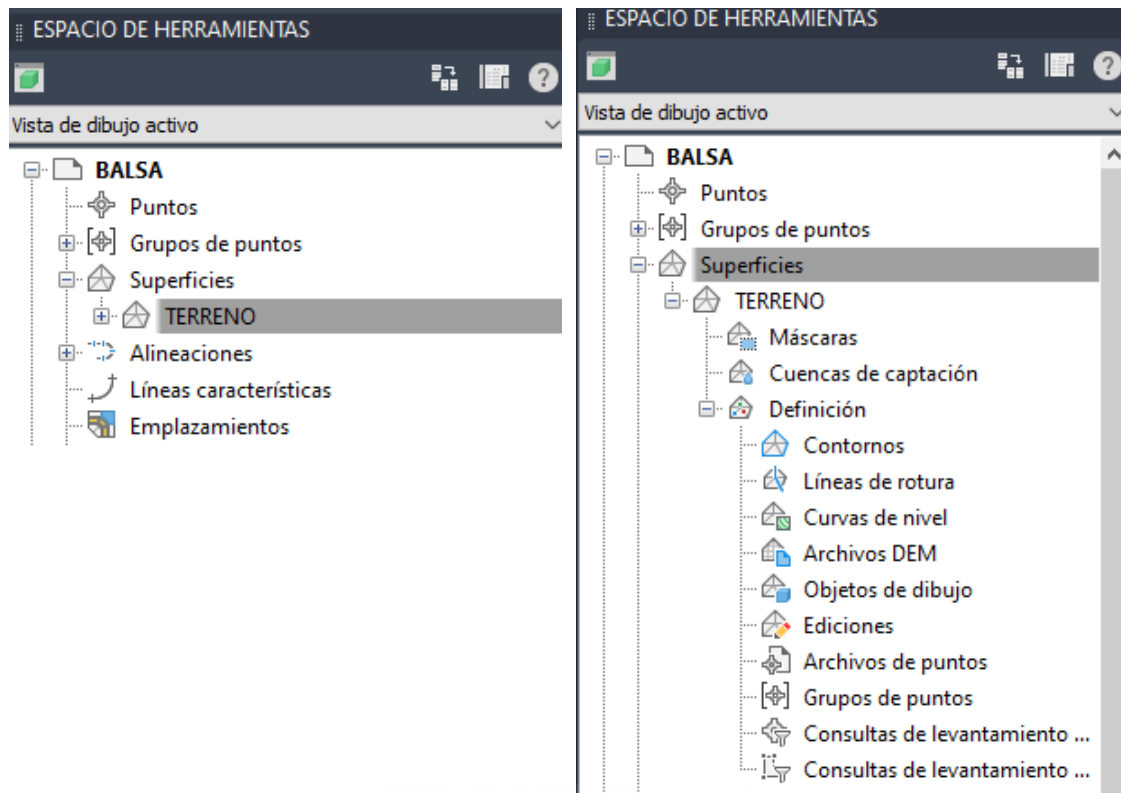 ESPACIO DE HERRAMIENTAS
Vista de dibujo activo
BALSA
Puntos
Grupos de puntos
Superficies
TERRENO
Alineaciones
Líneas características
Emplazamientos
ESPACIO DE HERRAMIENTAS
Vista de dibujo activo
BALSA
Puntos
Grupos de puntos
Superficies
TERRENO
Máscaras
Cuencas de captación
Definición
Contornos
Líneas de rotura
Curvas de nivel
Archivos DEM
Objetos de dibujo
Ediciones
Archivos de puntos
Grupos de puntos
Consultas de levantamiento ...
Consultas de levantamiento ...